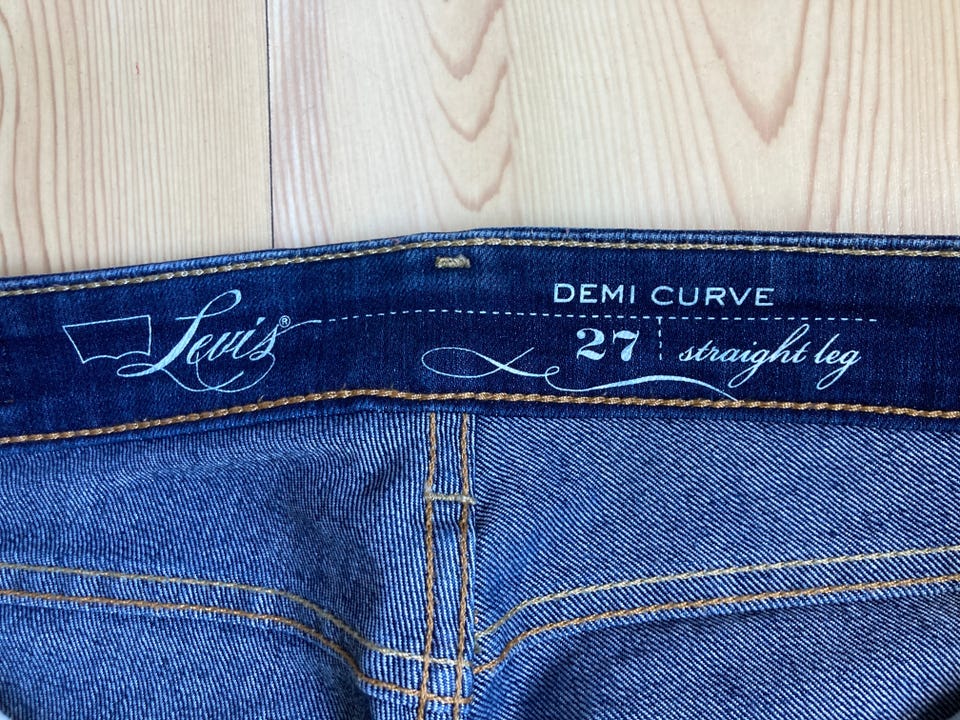 Levi's®
DEMI CURVE
27 straight leg